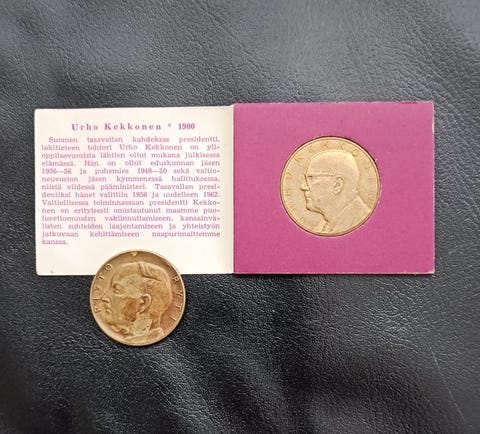 Urho Kekkonen * 1900
Suomen tasavallan kahdeksas presidentti,
lakitieteen tohtori Urho Kekkonen on yli-
oppilasvuosista lähtien ollut mukana julkisessa
elämässä. Hän on ollut eduskunnan jäsen
1936—56 ja puhemies 1948—50 sekä valtio-
neuvoston jäsen kymmenessä hallituksessa,
niistä viidessä pääministeri. Tasavallan presi-
dentiksi hänet valittiin 1956 ja uudelleen 1962.
Valtiollisessa toiminnassaan presidentti Kekko-
nen on erityisesti omistautunut maamme puo-
lueettomuuden vakiinnuttamiseen, kansainvä-
listen suhteiden laajentamiseen ja yhteistyön
jatkuvaan kehittämiseen naapurimaittemme
kanssa.
RISTO RYTI